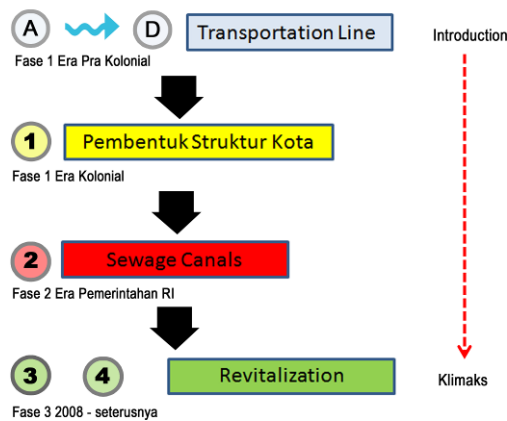 A D Transportation Line Introduction
Fase 1 Era Pra Kolonial
1 Pembentuk Struktur Kota
Fase 1 Era Kolonial
2 Sewage Canals
Fase 2 Era Pemerintahan RI
3 4 Revitalization Klimaks
Fase 3 2008 - seterusnya